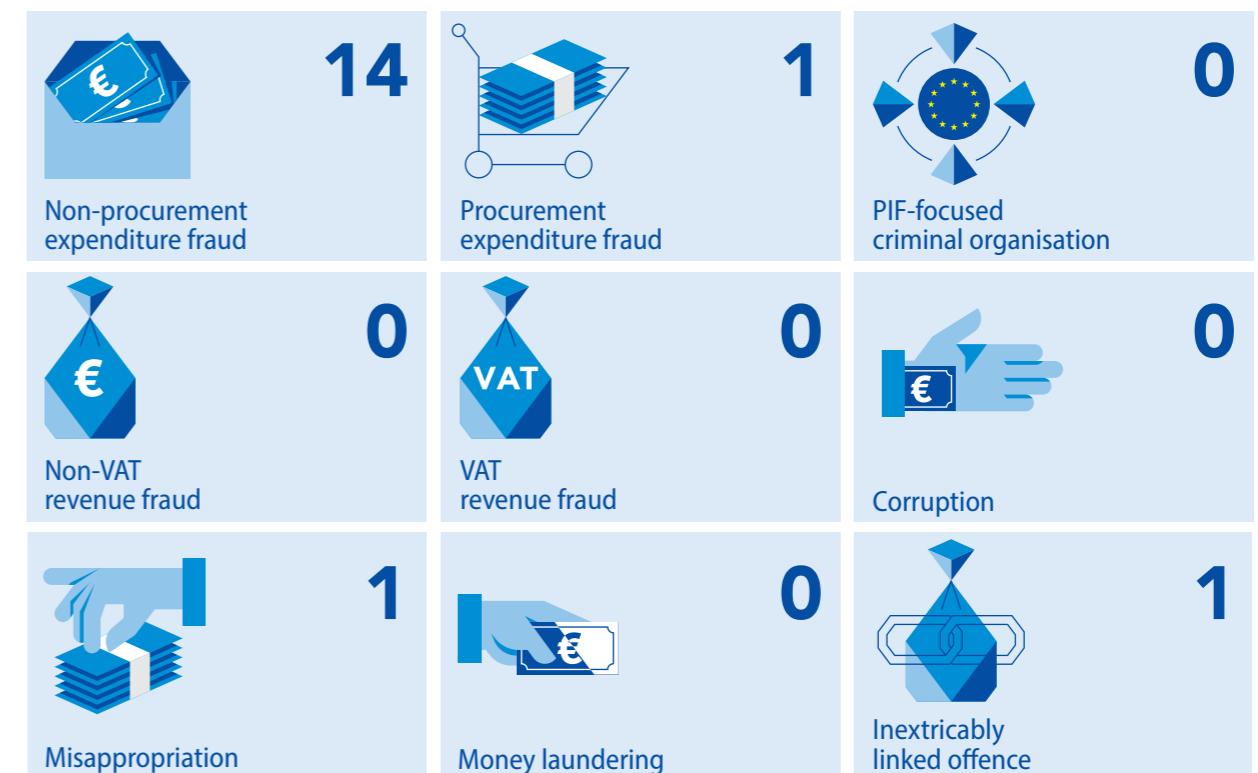 14
Non-procurement
expenditure fraud
1
Procurement
expenditure fraud
0
PIF-focused
criminal organisation
€
0
Non-VAT
revenue fraud
VAT
0
VAT
revenue fraud
€
0
Corruption
1
Misappropriation
€
0
Money laundering
1
Inextricably
linked offence